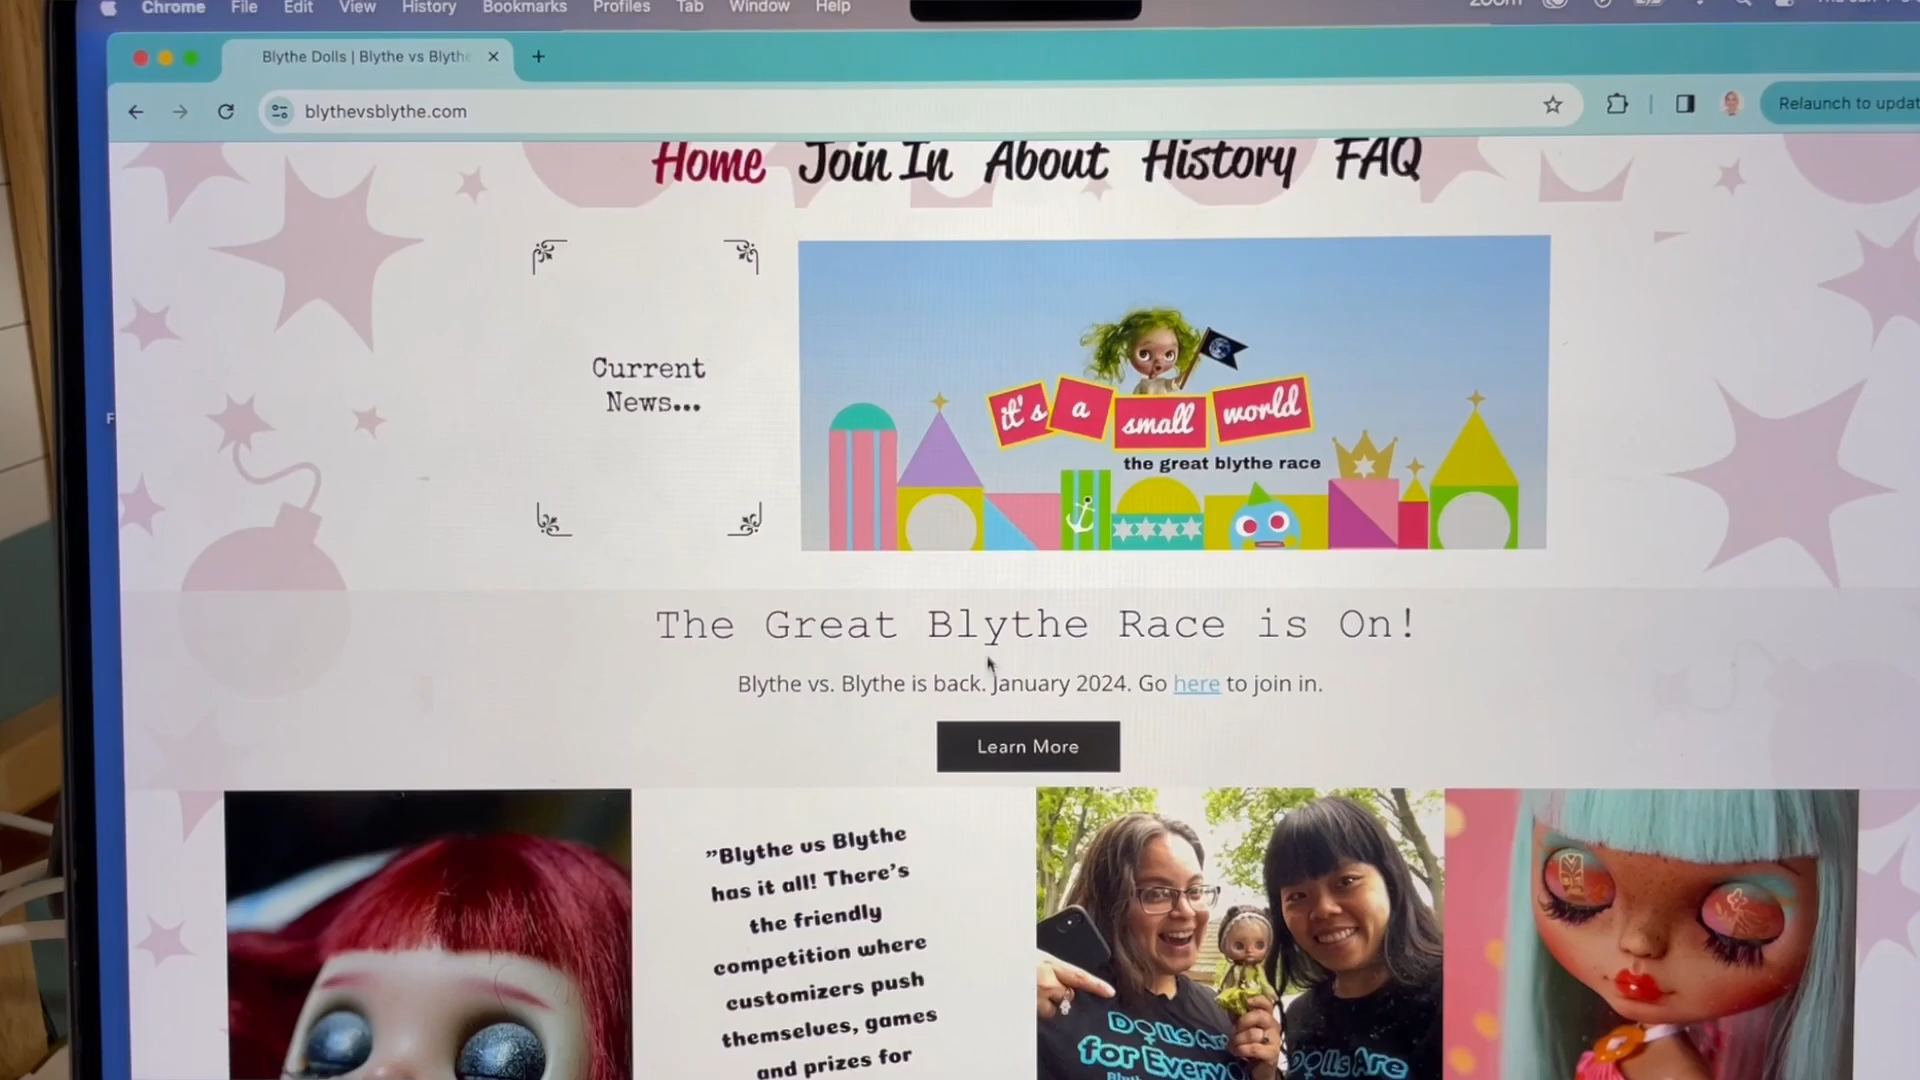 Chrome File Edit View History Bookmarks Profiles Tab Window Help
Blythe Dolls | Blythe vs Blythe
blythevsblythe.com
Relaunch to updat
Home Join In About History FAQ
Current
News...
it's a small world
the great blythe race
The Great Blythe Race is On!
Blythe vs. Blythe is back. January 2024. Go here to join in.
Learn More
"Blythe vs Blythe
has it all! There's
the friendly
competition where
customizers push
themselves, games
and prizes for
Dolls Are
for Every
Dolls Are